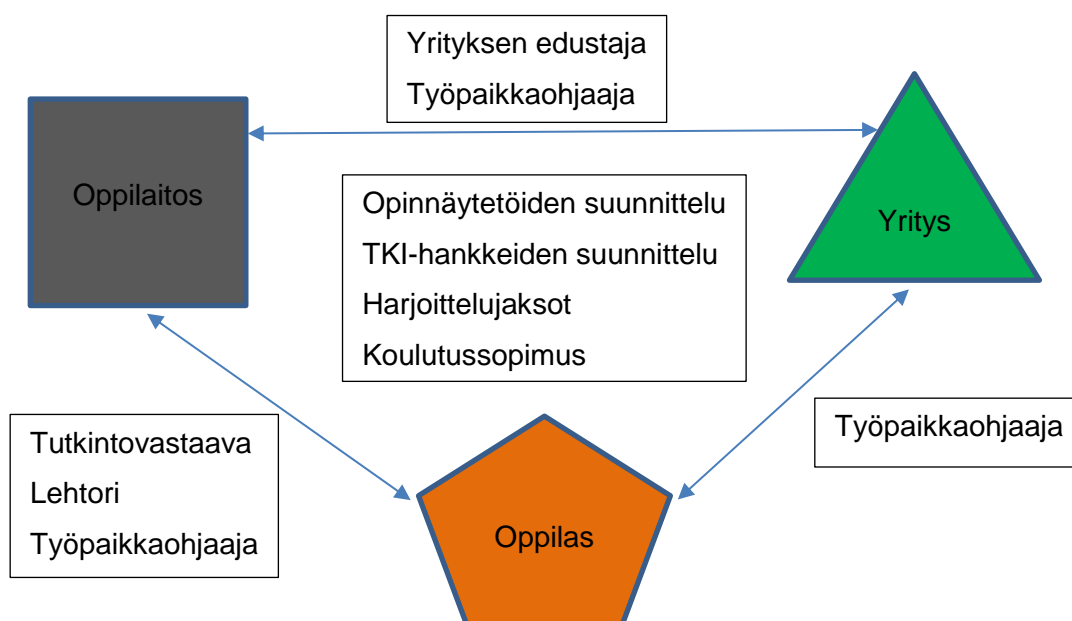 Yrityksen edustaja
Työpaikkaohjaaja
Oppilaitos
Yritys
Opinnäytetöiden suunnittelu
TKI-hankkeiden suunnittelu
Harjoittelujaksot
Koulutussopimus
Tutkintovastaava
Lehtori
Työpaikkaohjaaja
Työpaikkaohjaaja
Oppilas